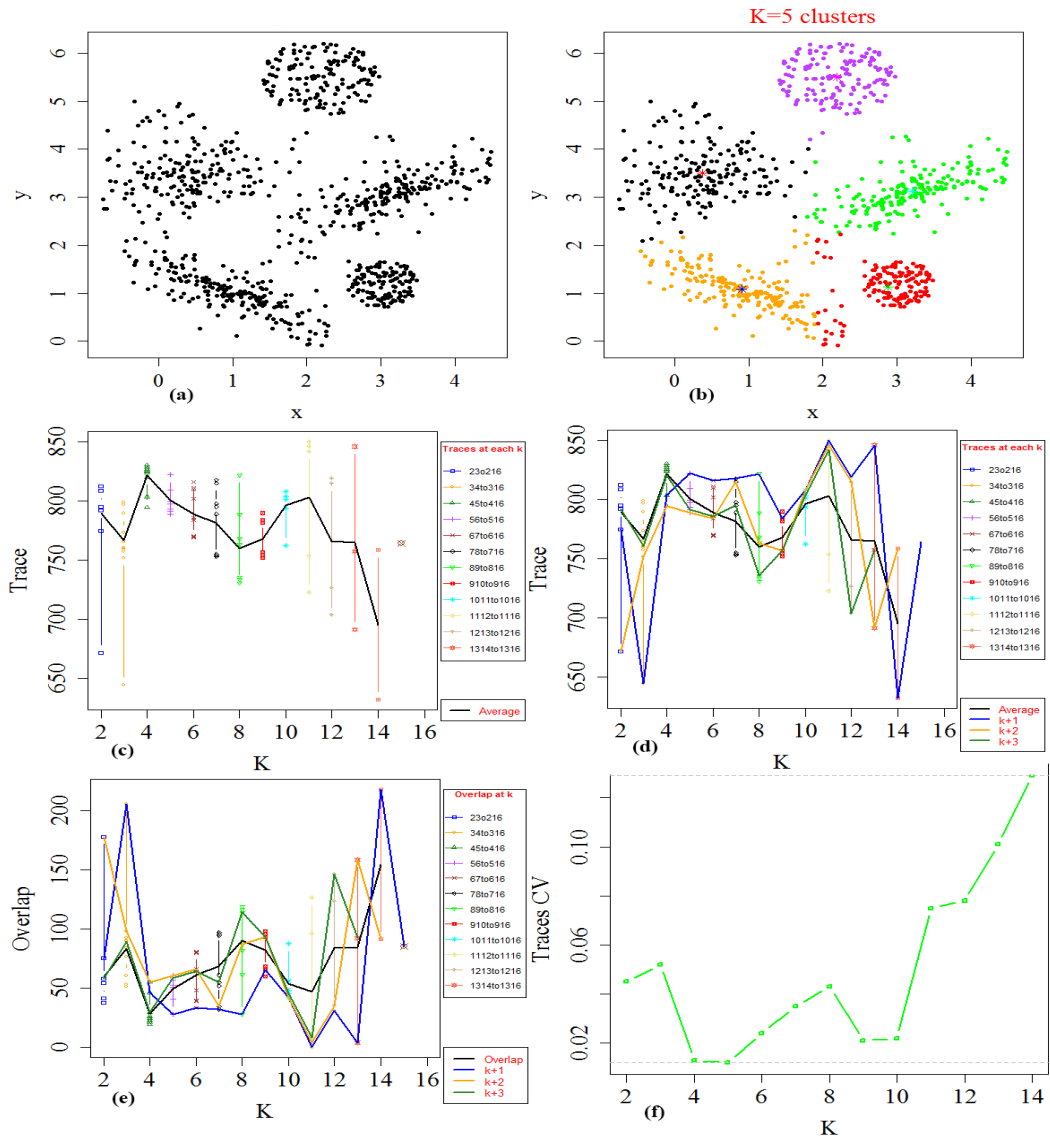 K=5 clusters
6
5
4
3
2
1
0
y
0 1 2 3 4
(a)
x
6
5
4
3
2
1
0
y
0 1 2 3 4
(b)
x
850
800
750
700
650
Trace
2 4 6 8 10 12 14 16
(c)
K
Traces at each k
23o216
34to316
45to416
56to516
67to616
78to716
89to816
910to916
1011to1016
1112to1116
1213to1216
1314to1316
Average
850
800
750
700
650
Trace
2 4 6 8 10 12 14 16
(d)
K
Traces at each k
23o216
34to316
45to416
56to516
67to616
78to716
89to816
910to916
1011to1016
1112to1116
1213to1216
1314to1316
Average
k+1
k+2
k+3
200
150
100
50
0
Overlap
2 4 6 8 10 12 14 16
(e)
K
Overlap at k
23o216
34to316
45to416
56to516
67to616
78to716
89to816
910to916
1011to1016
1112to1116
1213to1216
1314to1316
Overlap
k+1
k+2
k+3
0.10
0.06
0.02
Traces CV
2 4 6 8 10 12 14
(f)
K